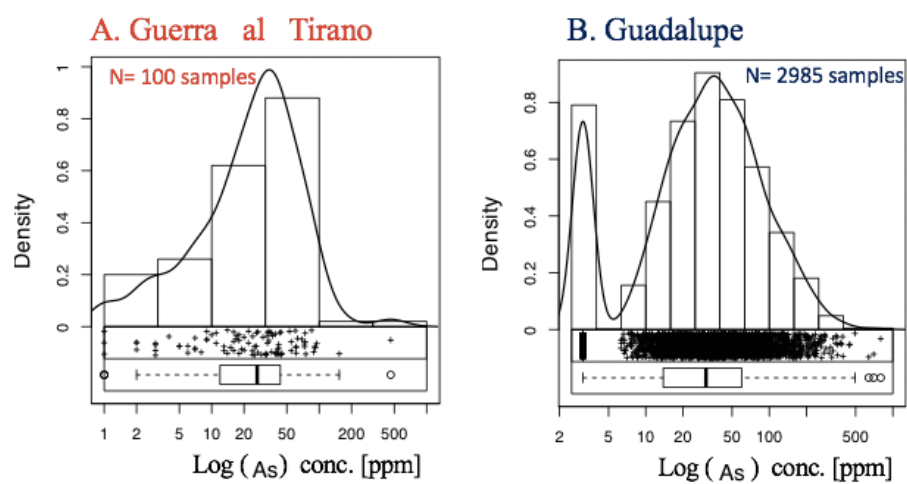 A. Guerra al Tirano
N= 100 samples
Density
1
0.8
0.6
0.4
0.2
0
1 2 5 10 20 50 200 500
Log (As) conc. [ppm]
B. Guadalupe
N= 2985 samples
Density
0.8
0.6
0.4
0.2
0
2 5 10 20 50 100 500
Log (As) conc. [ppm]